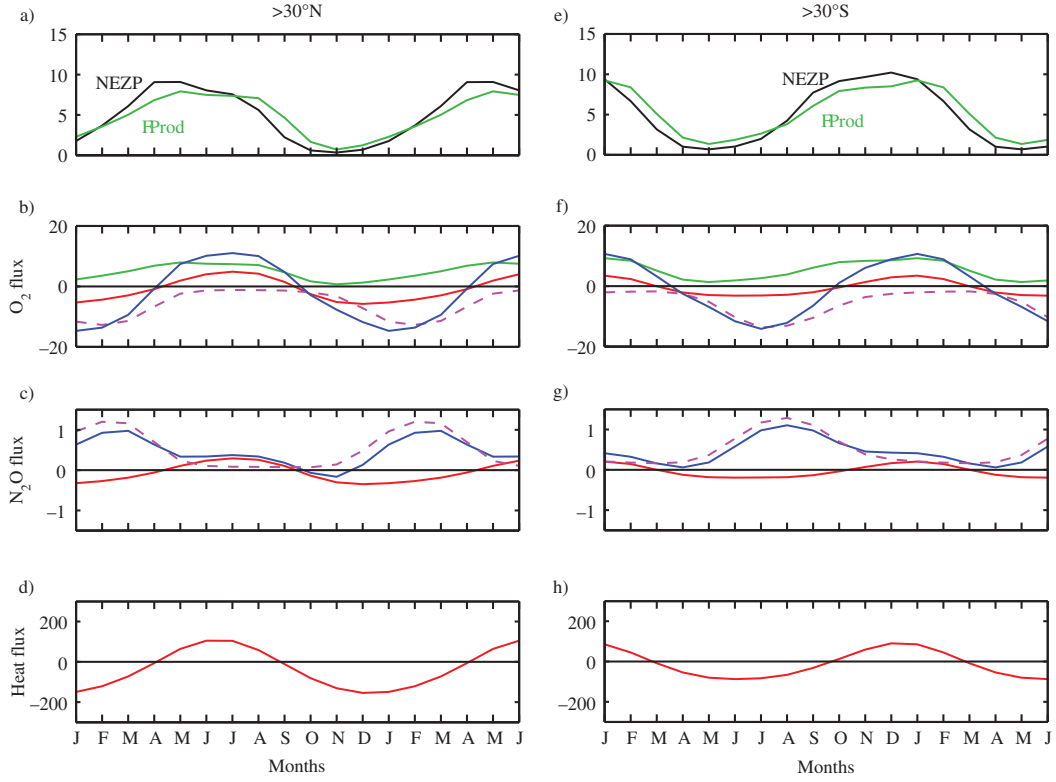 >30°N
a)
15
10
5
0
NEZP
FProd
b)
O2 flux
20
0
−20
c)
N2O flux
1
0
−1
d)
Heat flux
200
0
−200
J F M A M J J A S O N D J F M A M J
Months
>30°S
e)
15
10
5
0
NEZP
FProd
f)
20
0
−20
g)
1
0
−1
h)
200
0
−200
J F M A M J J A S O N D J F M A M J
Months